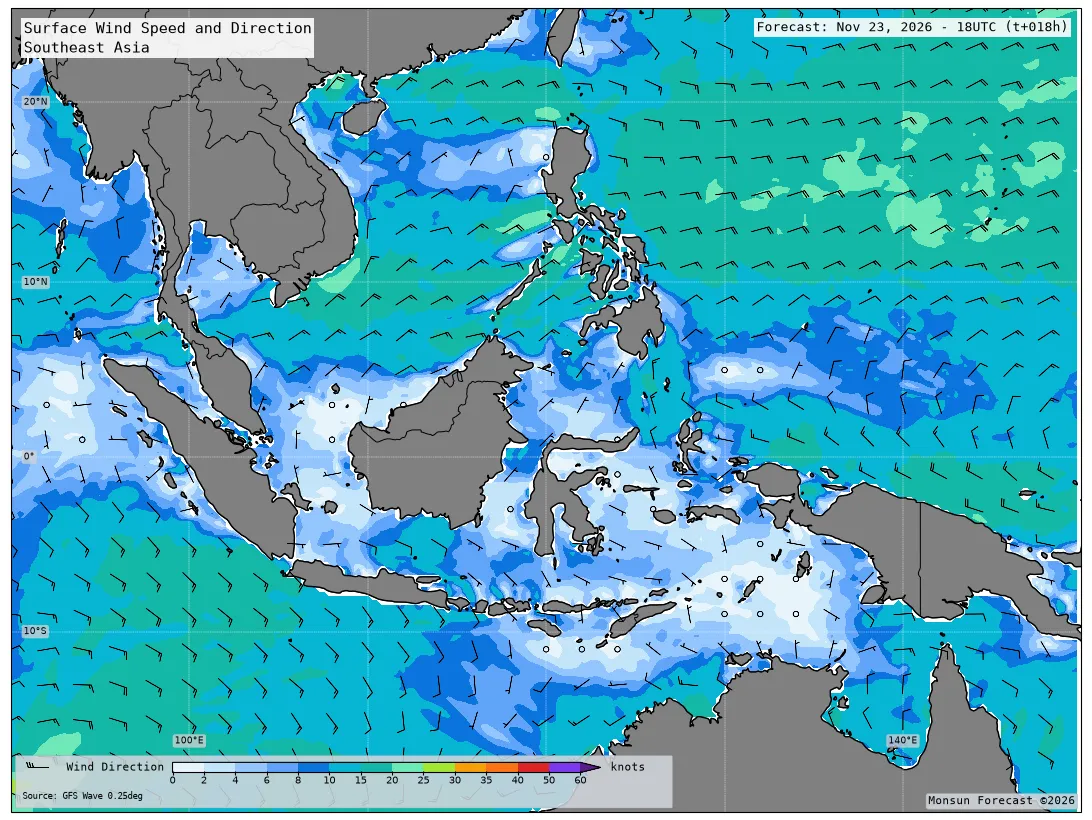 Surface Wind Speed and Direction
Southeast Asia
Forecast: Nov 23, 2026 - 18UTC (t+018h)
20°N
10°N
0°
10°S
100°E
140°E
Wind Direction
knots
0 2 4 6 8 10 15 20 25 30 35 40 50 60
Source: GFS Wave 0.25deg
Monsun Forecast ©2026